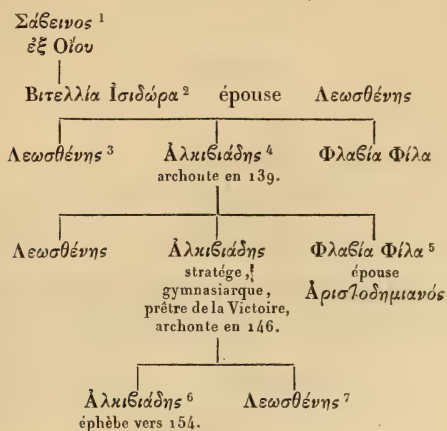 Σάϐεινος 1
ἐξ Οἴου
Βιτελλία Ἰσιδώρα 2 épouse Λεωσθένης
Λεωσθένης 3 Ἀλκιϐιάδης 4 Φλαϐία Φίλα
archonte en 139.
Λεωσθένης Ἀλκιϐιάδης Φλαϐία Φίλα 5
stratége, épouse
gymnasiarque, Ἀριστοδημιανός
prêtre de la Victoire,
archonte en 146.
Ἀλκιϐιάδης 6 Λεωσθένης 7
éphèbe vers 154.